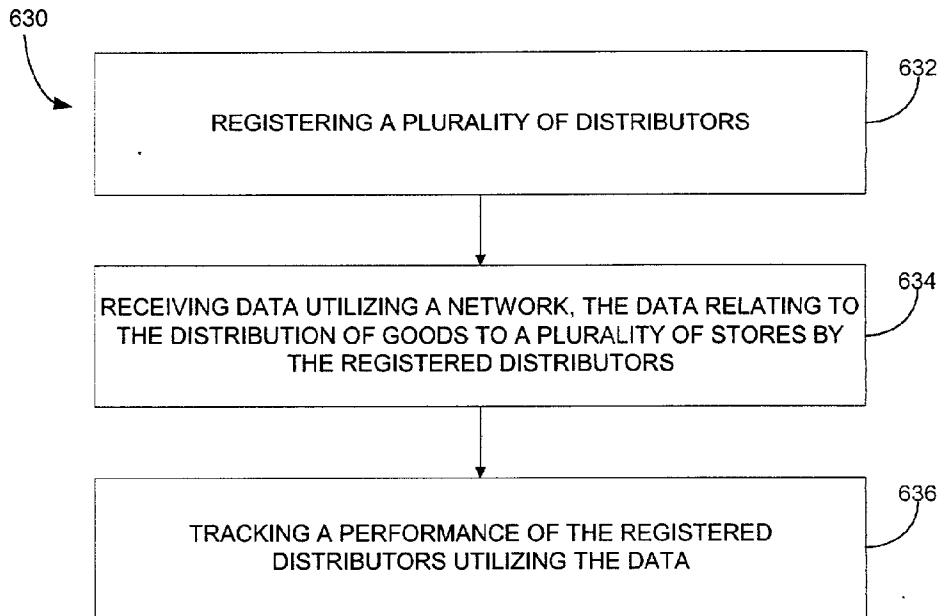 630
632
REGISTERING A PLURALITY OF DISTRIBUTORS
634
RECEIVING DATA UTILIZING A NETWORK, THE DATA RELATING TO
THE DISTRIBUTION OF GOODS TO A PLURALITY OF STORES BY
THE REGISTERED DISTRIBUTORS
636
TRACKING A PERFORMANCE OF THE REGISTERED
DISTRIBUTORS UTILIZING THE DATA